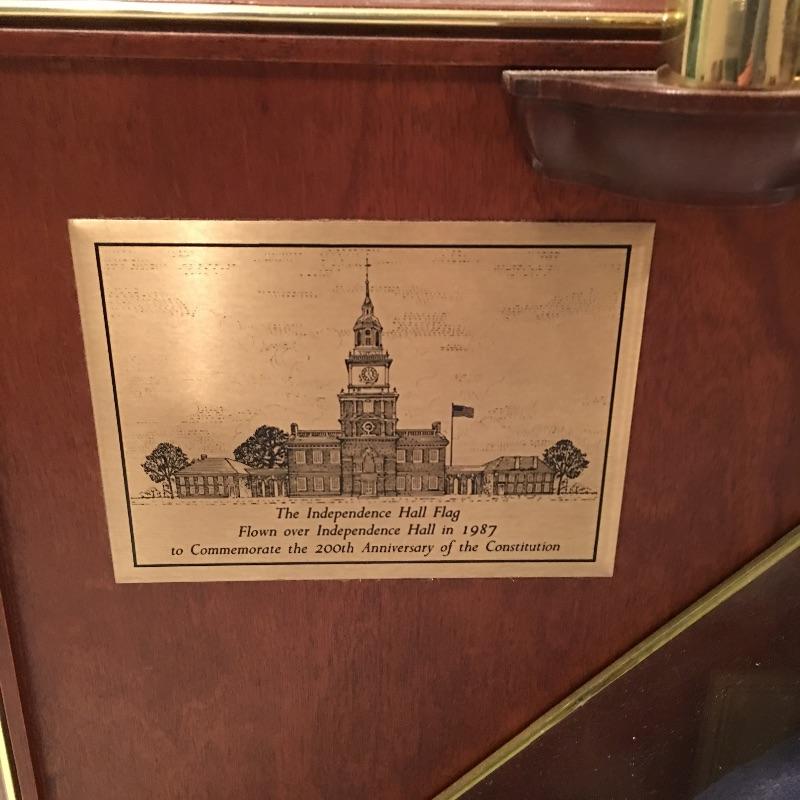 The Independence Hall Flag
Flown over Independence Hall in 1987
to Commemorate the 200th Anniversary of the Constitution